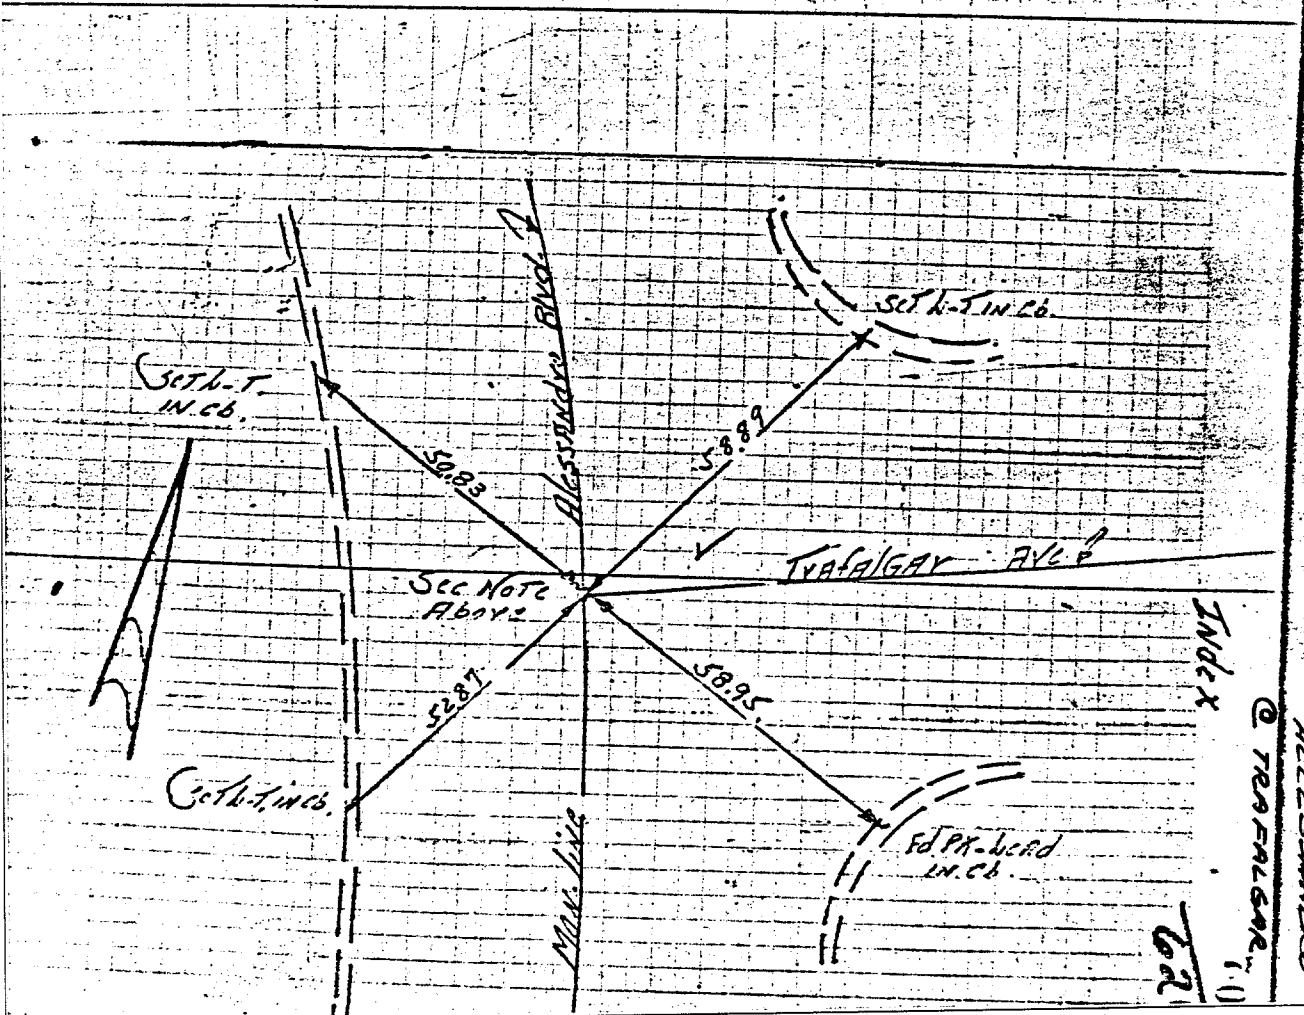 Alessandro Blvd.
Set L-T in Cb.
Set L-T.
IN Cb.
50.83
58.89
Trafalgar Ave
See Note
Above
52.87
58.95
Set L-T, in Cb.
Fd PK-Lead
IN. Cb.
Mon. Line
Index
@ TRAFALGAR